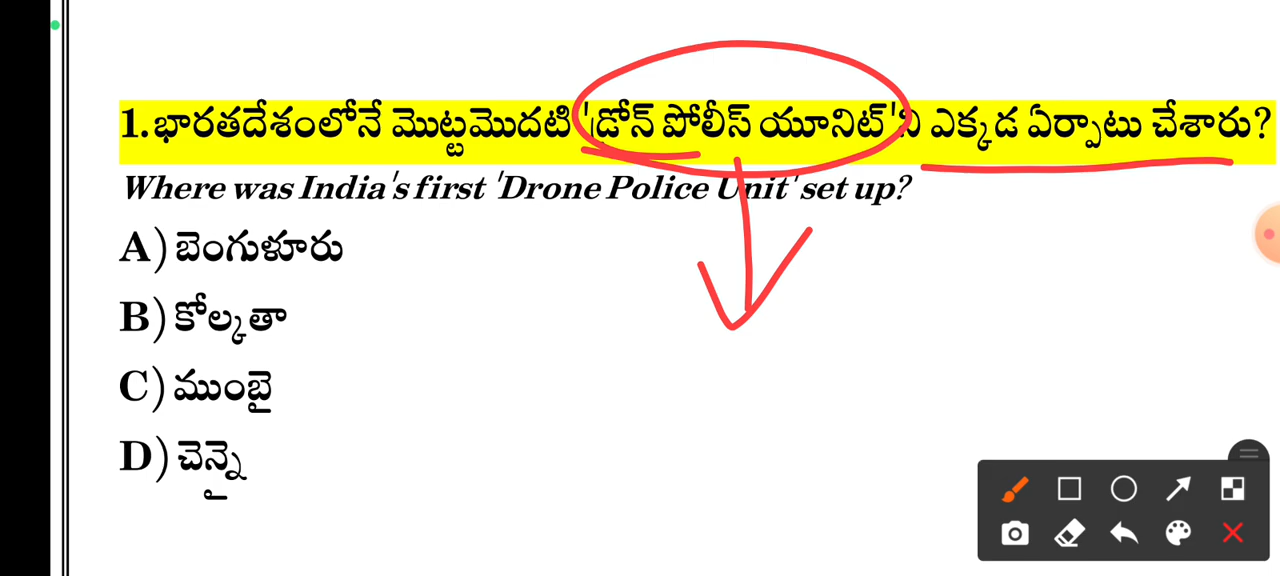 1.భారతదేశంలోనే మొట్టమొదటి 'డ్రోన్ పోలీస్ యూనిట్'ని ఎక్కడ ఏర్పాటు చేశారు?
Where was India's first 'Drone Police Unit' set up?
A) బెంగుళూరు
B) కోల్కతా
C) ముంబై
D) చెన్నై